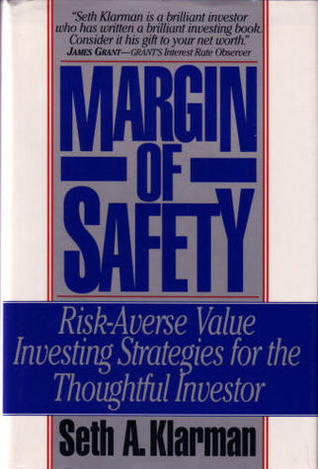 "Seth Klarman is a brilliant investor
who has written a brilliant investing book.
Consider it his gift to your net worth."
JAMES GRANT—GRANT'S Interest Rate Observer
MARGIN
OF
SAFETY
Risk-Averse Value
Investing Strategies for the
Thoughtful Investor
Seth A. Klarman